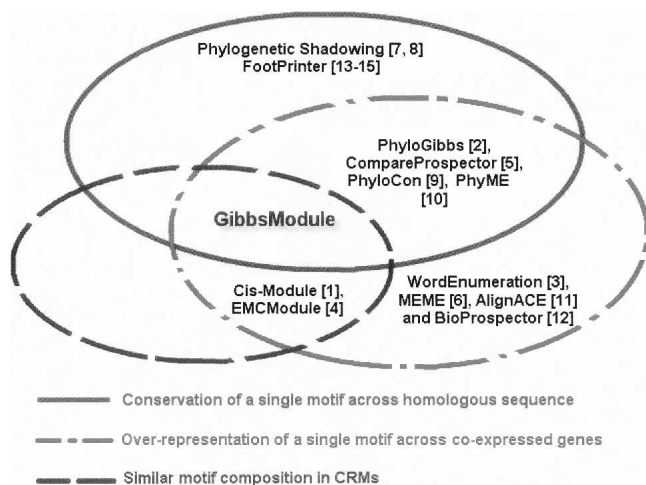 Phylogenetic Shadowing [7, 8]
FootPrinter [13-15]
PhyloGibbs [2],
CompareProspector [5],
PhyloCon [9], PhyME
[10]
GibbsModule
Cis-Module [1],
EMCModule [4]
WordEnumeration [3],
MEME [6], AlignACE [11]
and BioProspector [12]
Conservation of a single motif across homologous sequence
Over-representation of a single motif across co-expressed genes
Similar motif composition in CRMs